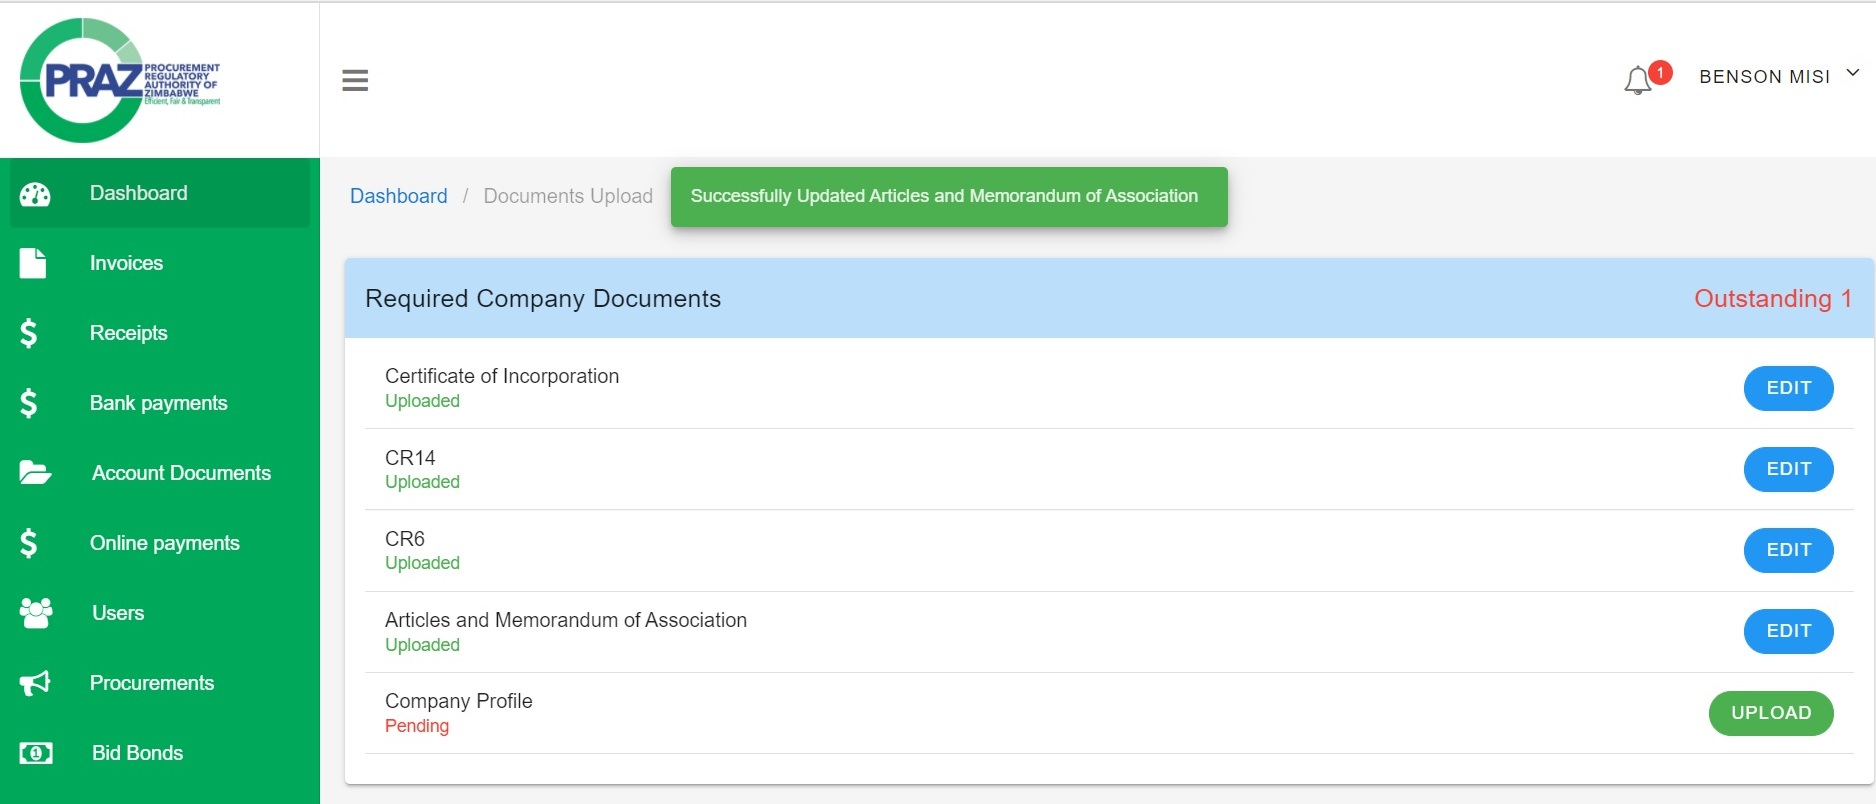 PRAZ
PROCUREMENT
REGULATORY
AUTHORITY OF
ZIMBABWE
Efficient, Fair & Transparent
1
BENSON MISI
Dashboard
Invoices
Receipts
Bank payments
Account Documents
Online payments
Users
Procurements
Bid Bonds
Dashboard / Documents Upload
Successfully Updated Articles and Memorandum of Association
Required Company Documents
Outstanding 1
Certificate of Incorporation
Uploaded
EDIT
CR14
Uploaded
EDIT
CR6
Uploaded
EDIT
Articles and Memorandum of Association
Uploaded
EDIT
Company Profile
Pending
UPLOAD